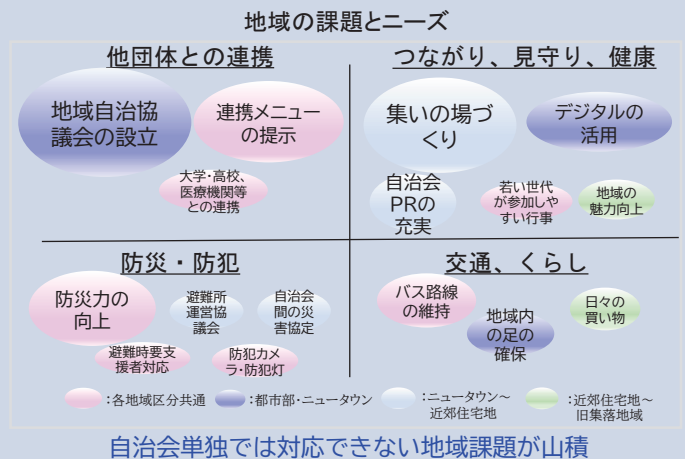 地域の課題とニーズ
他団体との連携
地域自治協
議会の設立
連携メニュー
の提示
大学・高校、
医療機関等
との連携
つながり、見守り、健康
集いの場づ
くり
デジタルの
活用
自治会
PRの
充実
若い世代
が参加しや
すい行事
地域の
魅力向上
防災・防犯
防災力の
向上
避難所
運営協
議会
自治会
間の災
害協定
避難時要支
援者対応
防犯カメ
ラ・防犯灯
交通、くらし
バス路線
の維持
地域内
の足の
確保
日々の
買い物
:各地域区分共通
:都市部・ニュータウン
:ニュータウン～
近郊住宅地
:近郊住宅地～
旧集落地域
自治会単独では対応できない地域課題が山積